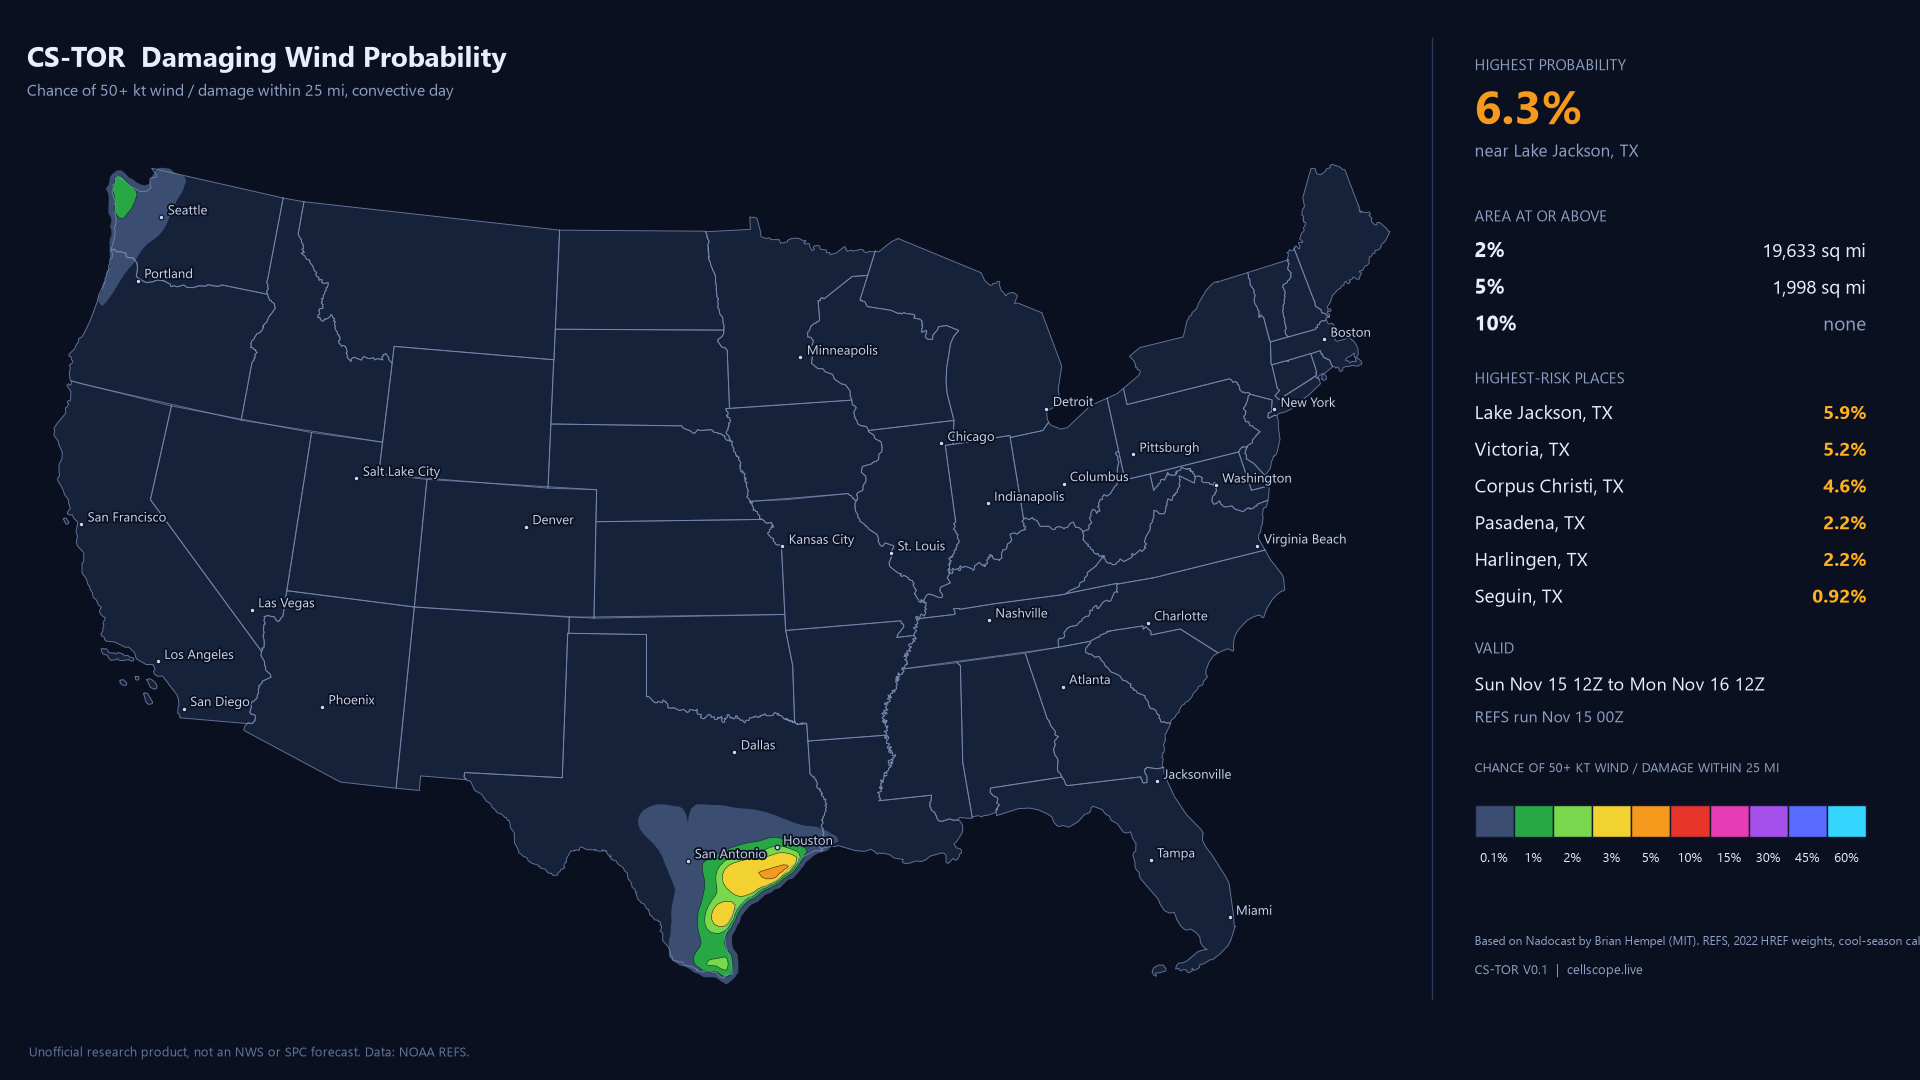 CS-TOR  Damaging Wind Probability
Chance of 50+ kt wind / damage within 25 mi, convective day
Seattle
Portland
Minneapolis
Boston
Detroit
New York
Chicago
Pittsburgh
Salt Lake City
Columbus
Washington
Indianapolis
San Francisco
Denver
Kansas City
St. Louis
Virginia Beach
Las Vegas
Nashville
Charlotte
Los Angeles
Atlanta
San Diego
Phoenix
Dallas
Jacksonville
Houston
San Antonio
Tampa
Miami
HIGHEST PROBABILITY
6.3%
near Lake Jackson, TX
AREA AT OR ABOVE
2% 19,633 sq mi
5% 1,998 sq mi
10% none
HIGHEST-RISK PLACES
Lake Jackson, TX 5.9%
Victoria, TX 5.2%
Corpus Christi, TX 4.6%
Pasadena, TX 2.2%
Harlingen, TX 2.2%
Seguin, TX 0.92%
VALID
Sun Nov 15 12Z to Mon Nov 16 12Z
REFS run Nov 15 00Z
CHANCE OF 50+ KT WIND / DAMAGE WITHIN 25 MI
0.1% 1% 2% 3% 5% 10% 15% 30% 45% 60%
Based on Nadocast by Brian Hempel (MIT). REFS, 2022 HREF weights, cool-season cal
CS-TOR V0.1 | cellscope.live
Unofficial research product, not an NWS or SPC forecast. Data: NOAA REFS.